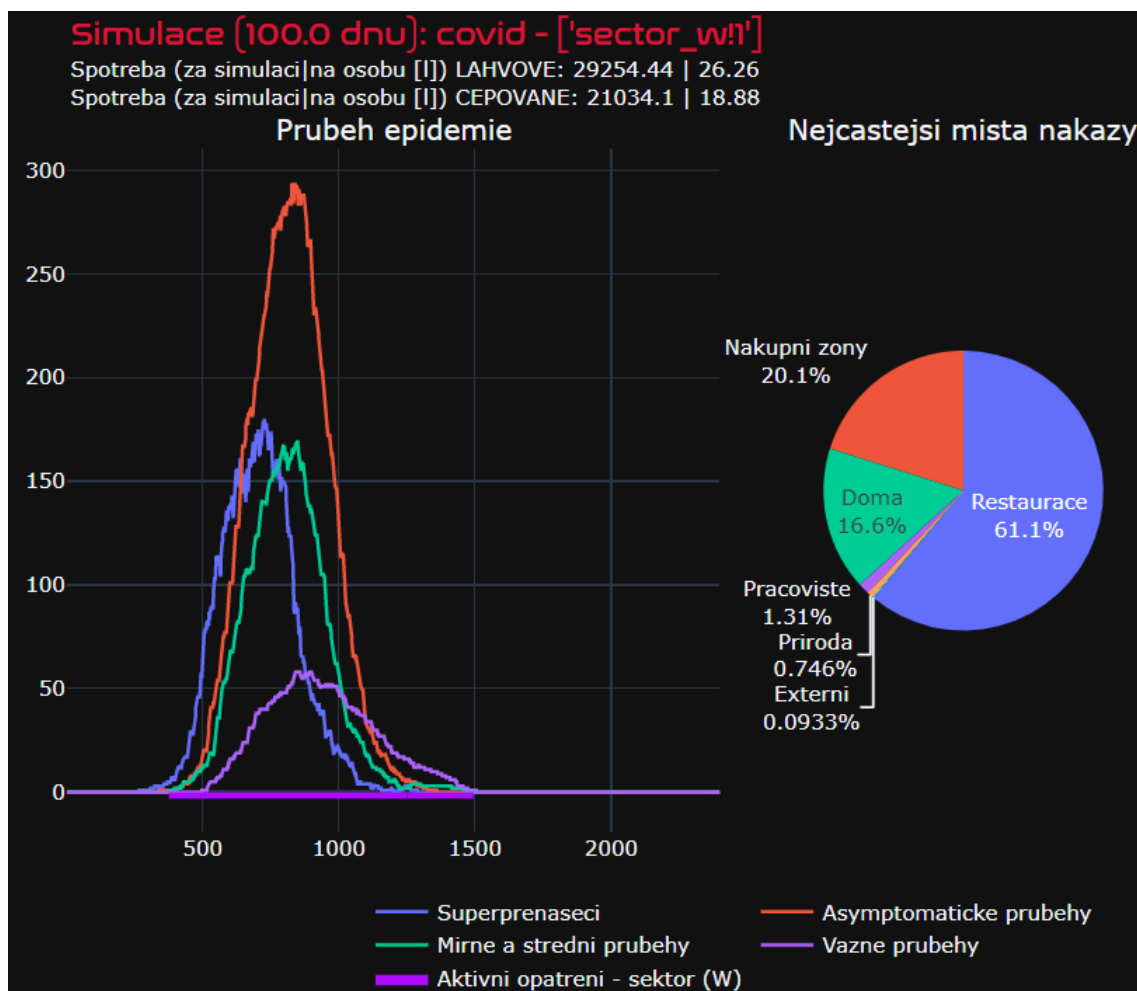 Simulace (100.0 dnu): covid - ['sector_w!1']
Spotreba (za simulaci|na osobu [l]) LAHVOVE: 29254.44 | 26.26
Spotreba (za simulaci|na osobu [l]) CEPOVANE: 21034.1 | 18.88
Prubeh epidemie
Nejcastejsi mista nakazy
300
250
200
150
100
50
0
500
1000
1500
2000
Nakupni zony
20.1%
Doma
16.6%
Restaurace
61.1%
Pracoviste
1.31%
Priroda
0.746%
Externi
0.0933%
Superprenaseci
Asymptomaticke prubehy
Mirne a stredni prubehy
Vazne prubehy
Aktivni opatreni - sektor (W)